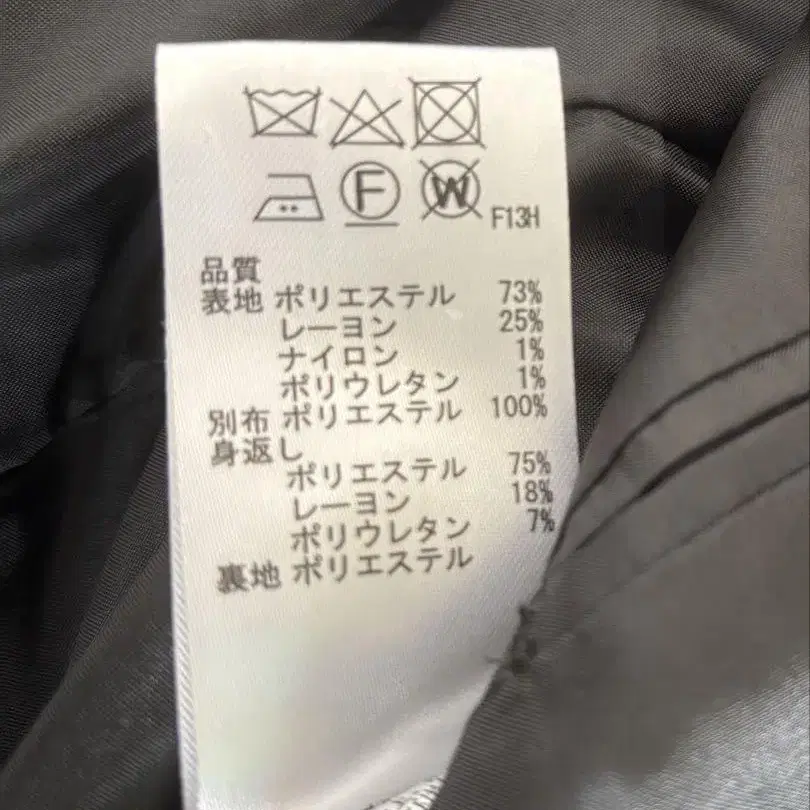 F W F13H
品質
表地 ポリエステル 73%
レーヨン 25%
ナイロン 1%
ポリウレタン 1%
別布 ポリエステル 100%
身返し
ポリエステル 75%
レーヨン 18%
ポリウレタン 7%
裏地 ポリエステル